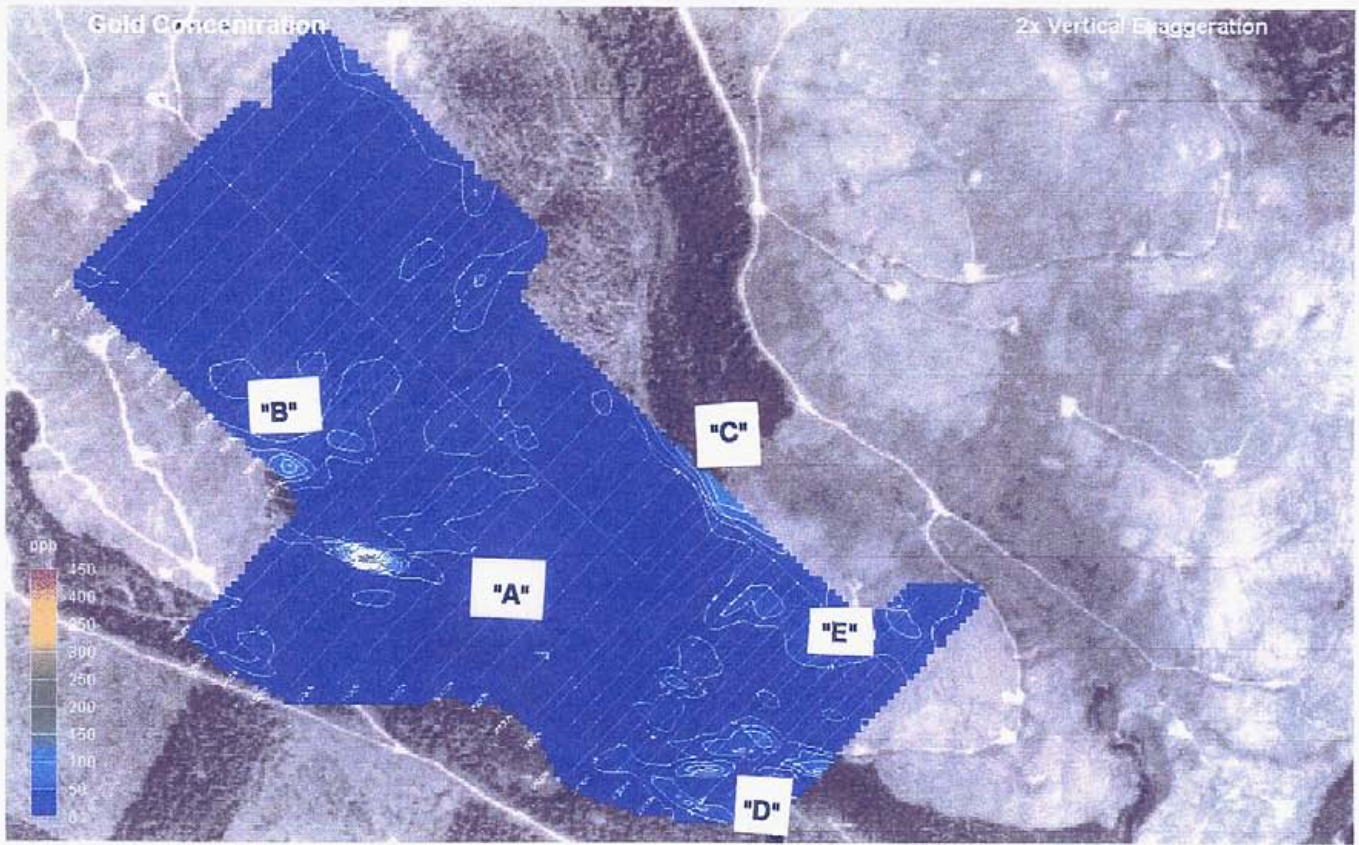 Gold Concentration
2x Vertical Exaggeration
"B"
"C"
"A"
"E"
"D"
ppb
450
400
350
300
250
200
150
100
50
0